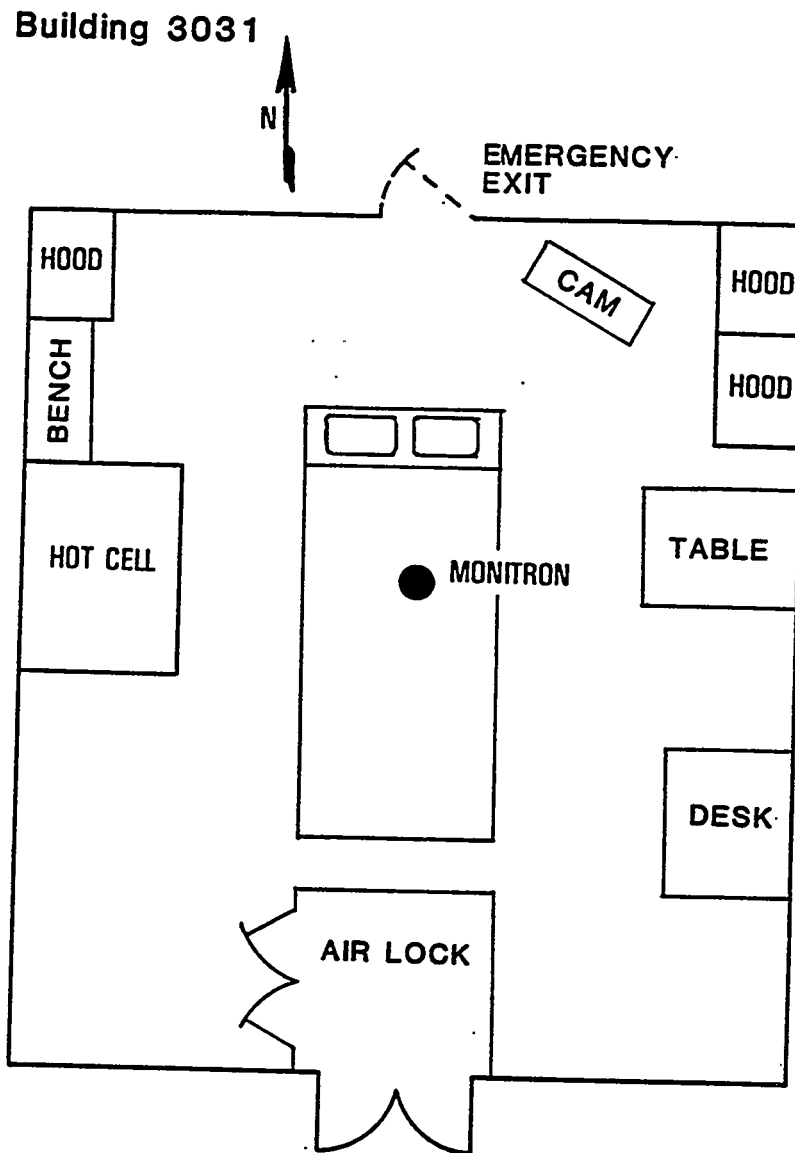 Building 3031
N
EMERGENCY
EXIT
HOOD
CAM
HOOD
BENCH
HOOD
HOT CELL
TABLE
MONITRON
DESK
AIR LOCK